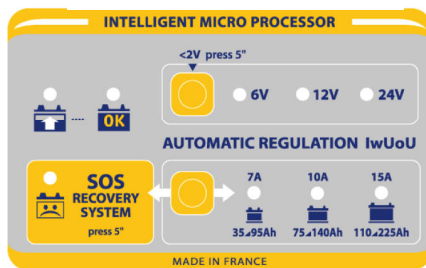 INTELLIGENT MICRO PROCESSOR
<2V press 5"
6V 12V 24V
OK
AUTOMATIC REGULATION IwUoU
SOS
RECOVERY
SYSTEM
press 5"
7A 10A 15A
35⊿95Ah 75⊿140Ah 110⊿225Ah
MADE IN FRANCE